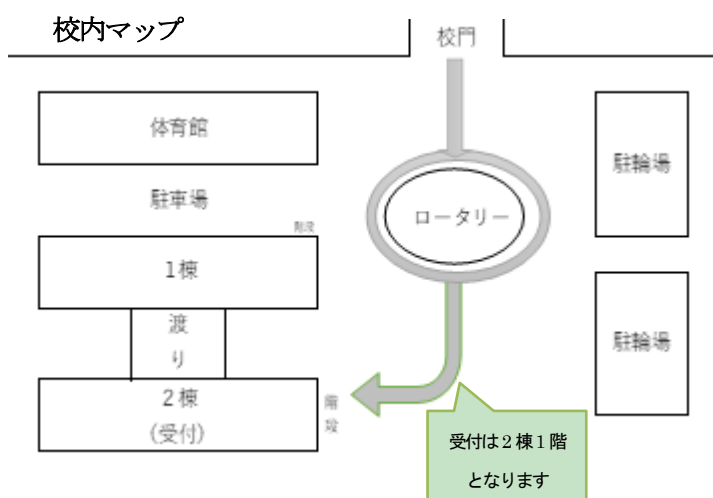 校内マップ
校門
体育館
駐輪場
駐車場
ロータリー
階段
1棟
渡
り
駐輪場
2棟
(受付)
階
段
受付は2棟1階
となります